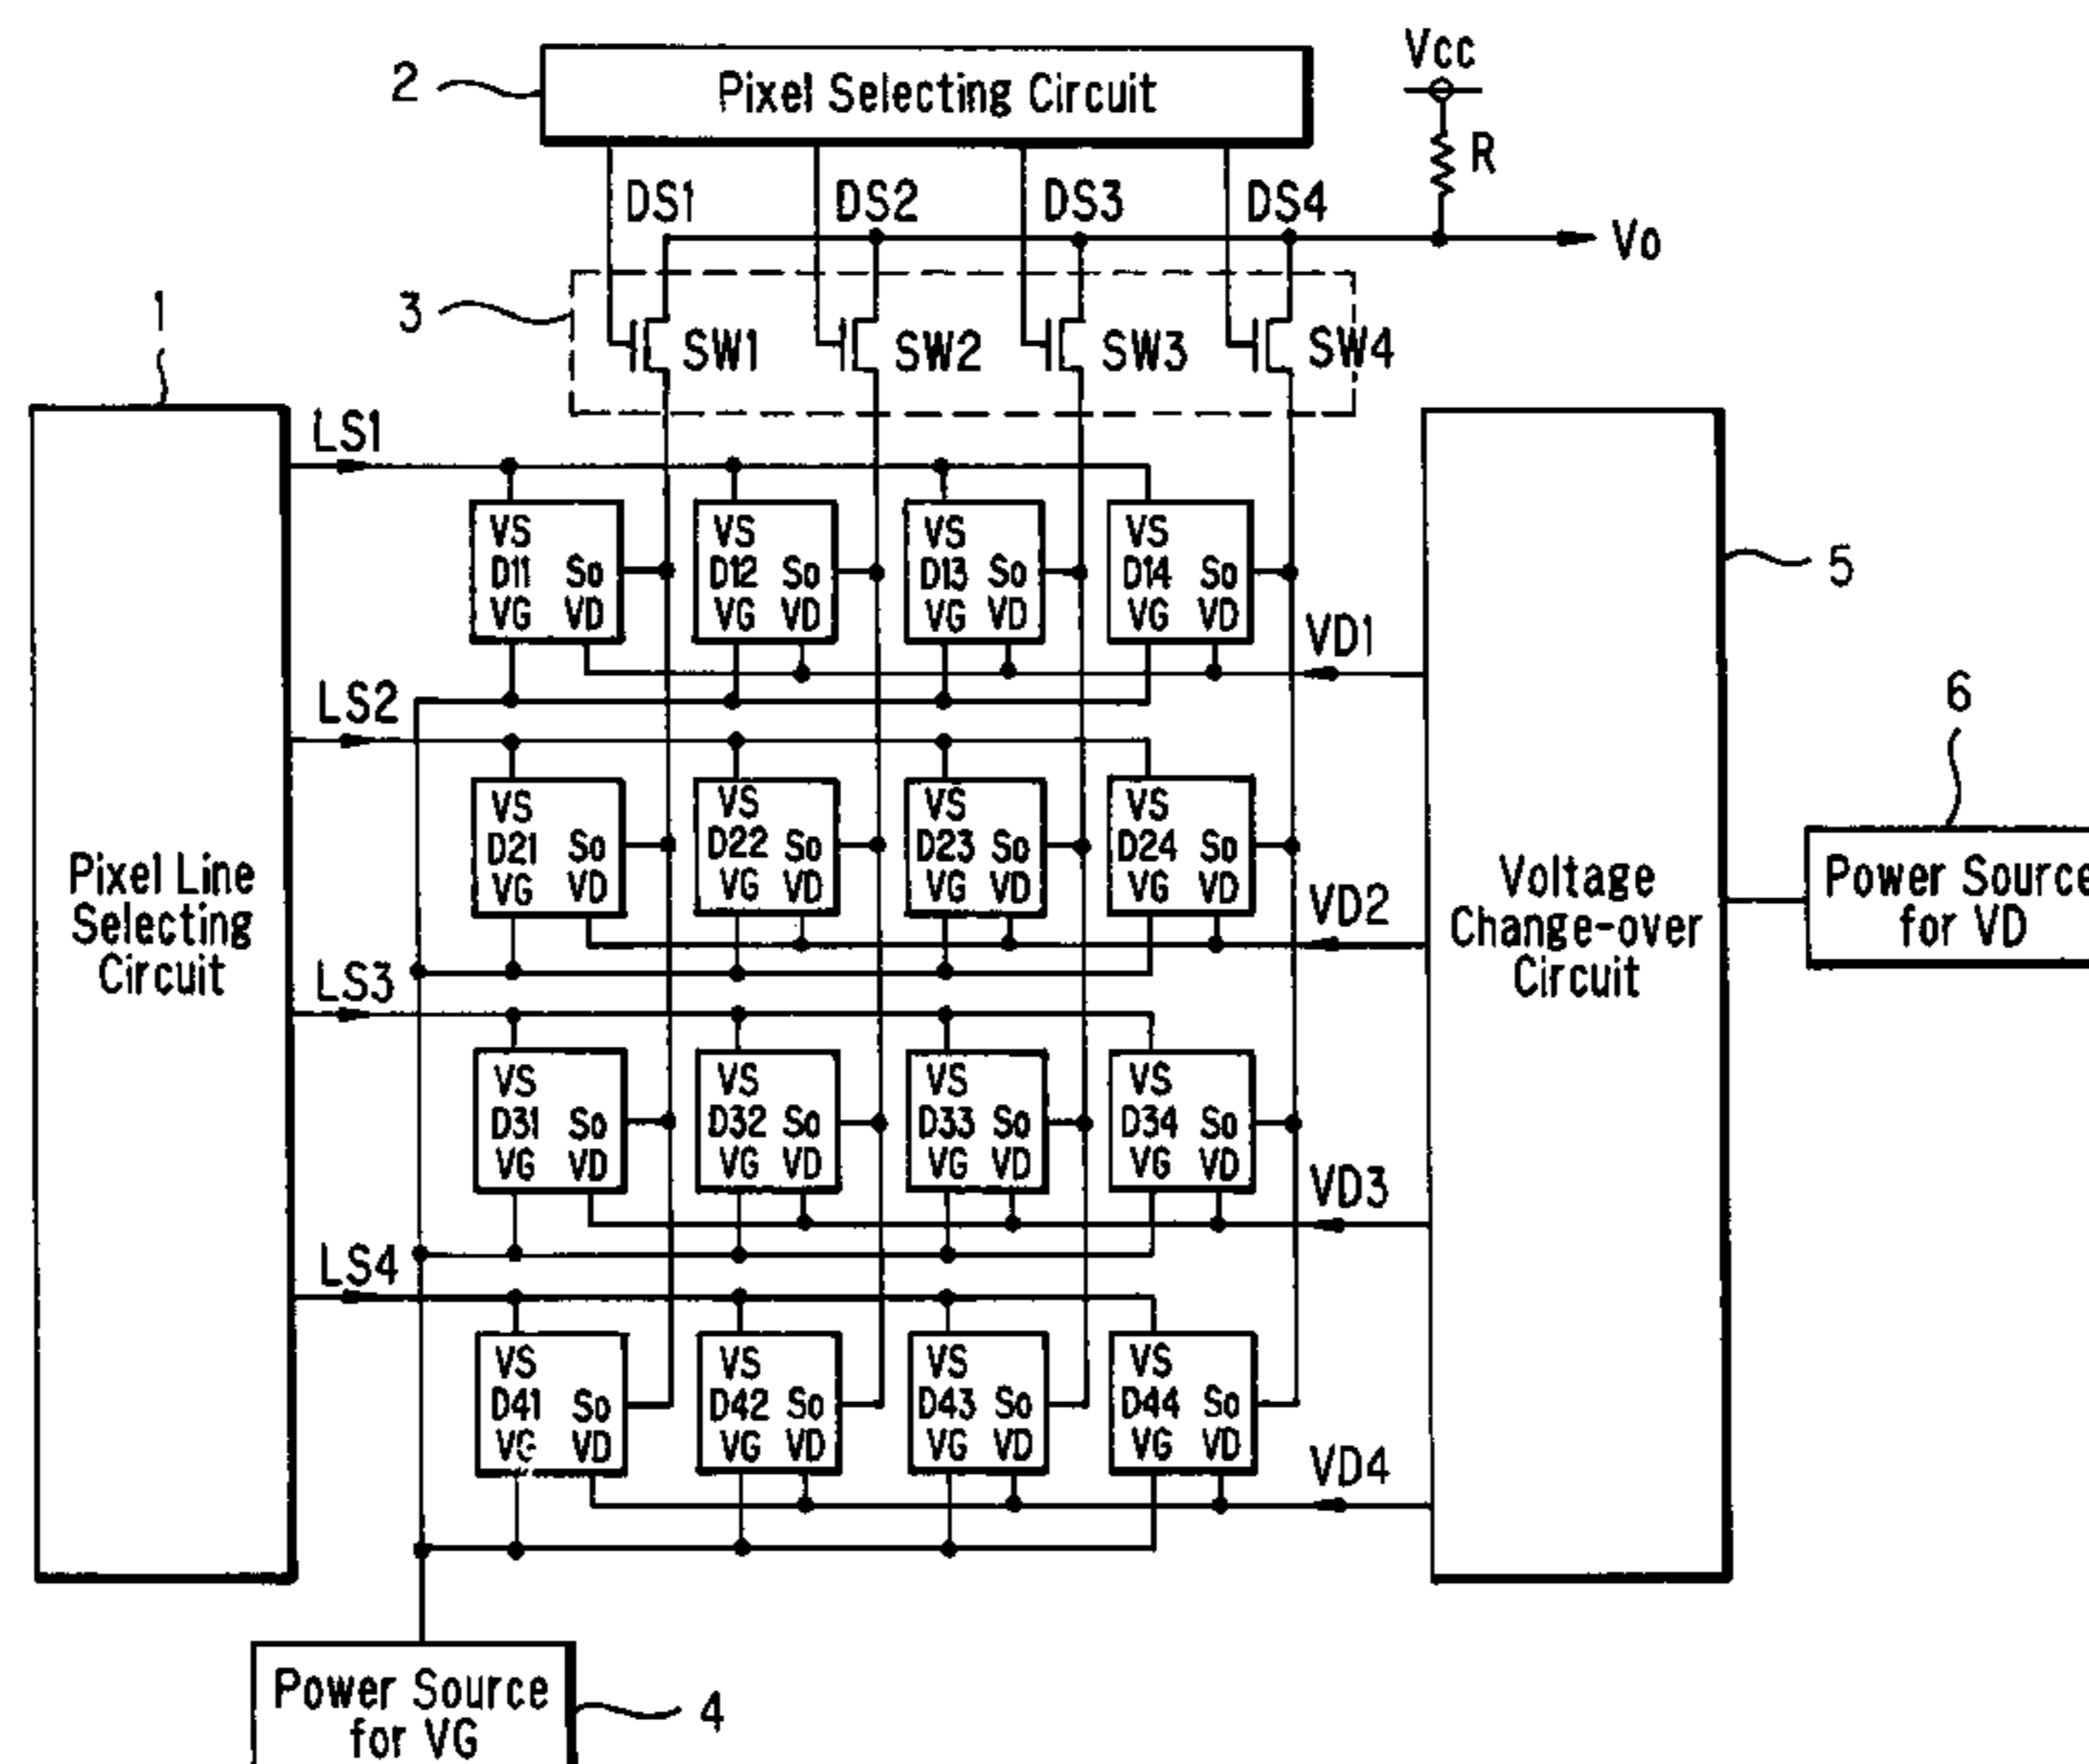 Vcc
2
Pixel Selecting Circuit
R
DS1 DS2 DS3 DS4
Vo
3
1
SW1 SW2 SW3 SW4
LS1
VS VS VS VS
D11 So D12 So D13 So D14 So
5
VG VD VG VD VG VD VG VD
VD1
LS2
6
VS VS VS VS
D21 So D22 So D23 So D24 So
VG VD VG VD VG VD VG VD
VD2
Pixel Line
Selecting
Circuit
Voltage
Change-over
Circuit
Power Source
for VD
LS3
VS VS VS VS
D31 So D32 So D33 So D34 So
VG VD VG VD VG VD VG VD
VD3
LS4
VS VS VS VS
D41 So D42 So D43 So D44 So
VG VD VG VD VG VD VG VD
VD4
Power Source
for VG
4